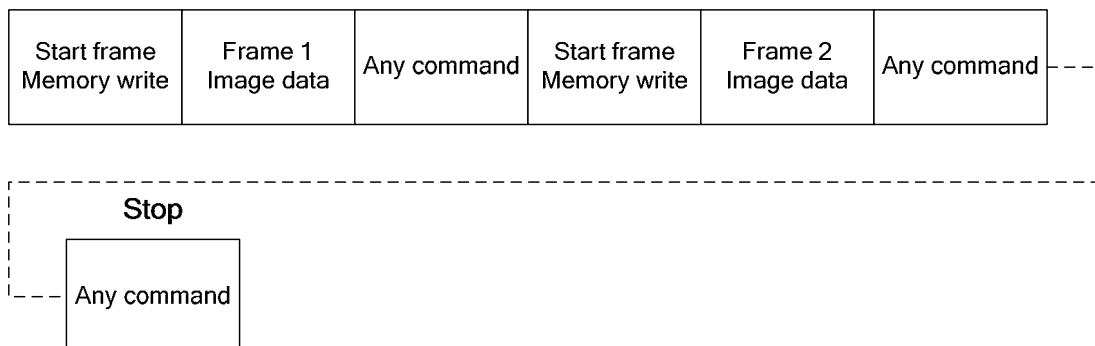 Start frame
Memory write
Frame 1
Image data
Any command
Start frame
Memory write
Frame 2
Image data
Any command
Stop
Any command